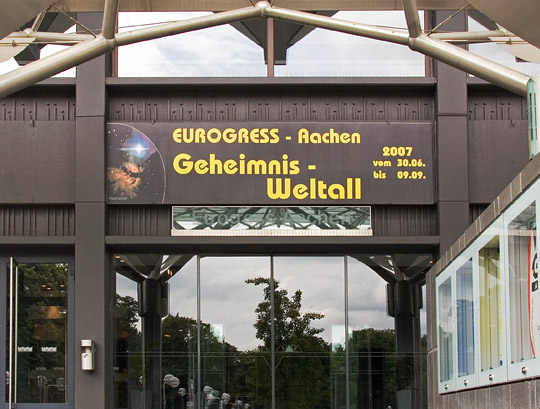 EUROGRESS - Aachen
Geheimnis -
Weltall
2007
vom 30.06.
bis 09.09.